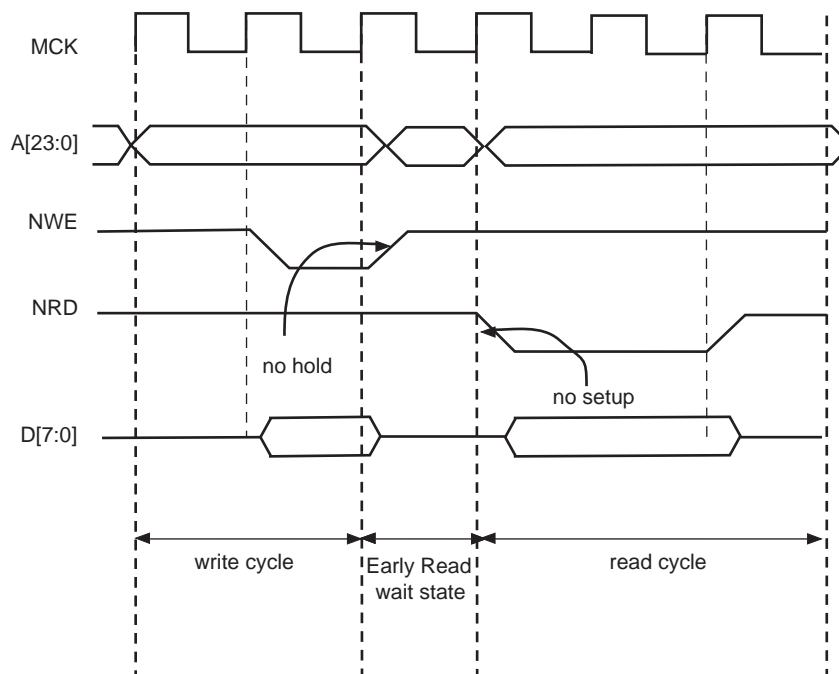 MCK
A[23:0]
NWE
NRD
no hold
no setup
D[7:0]
write cycle
Early Read
wait state
read cycle